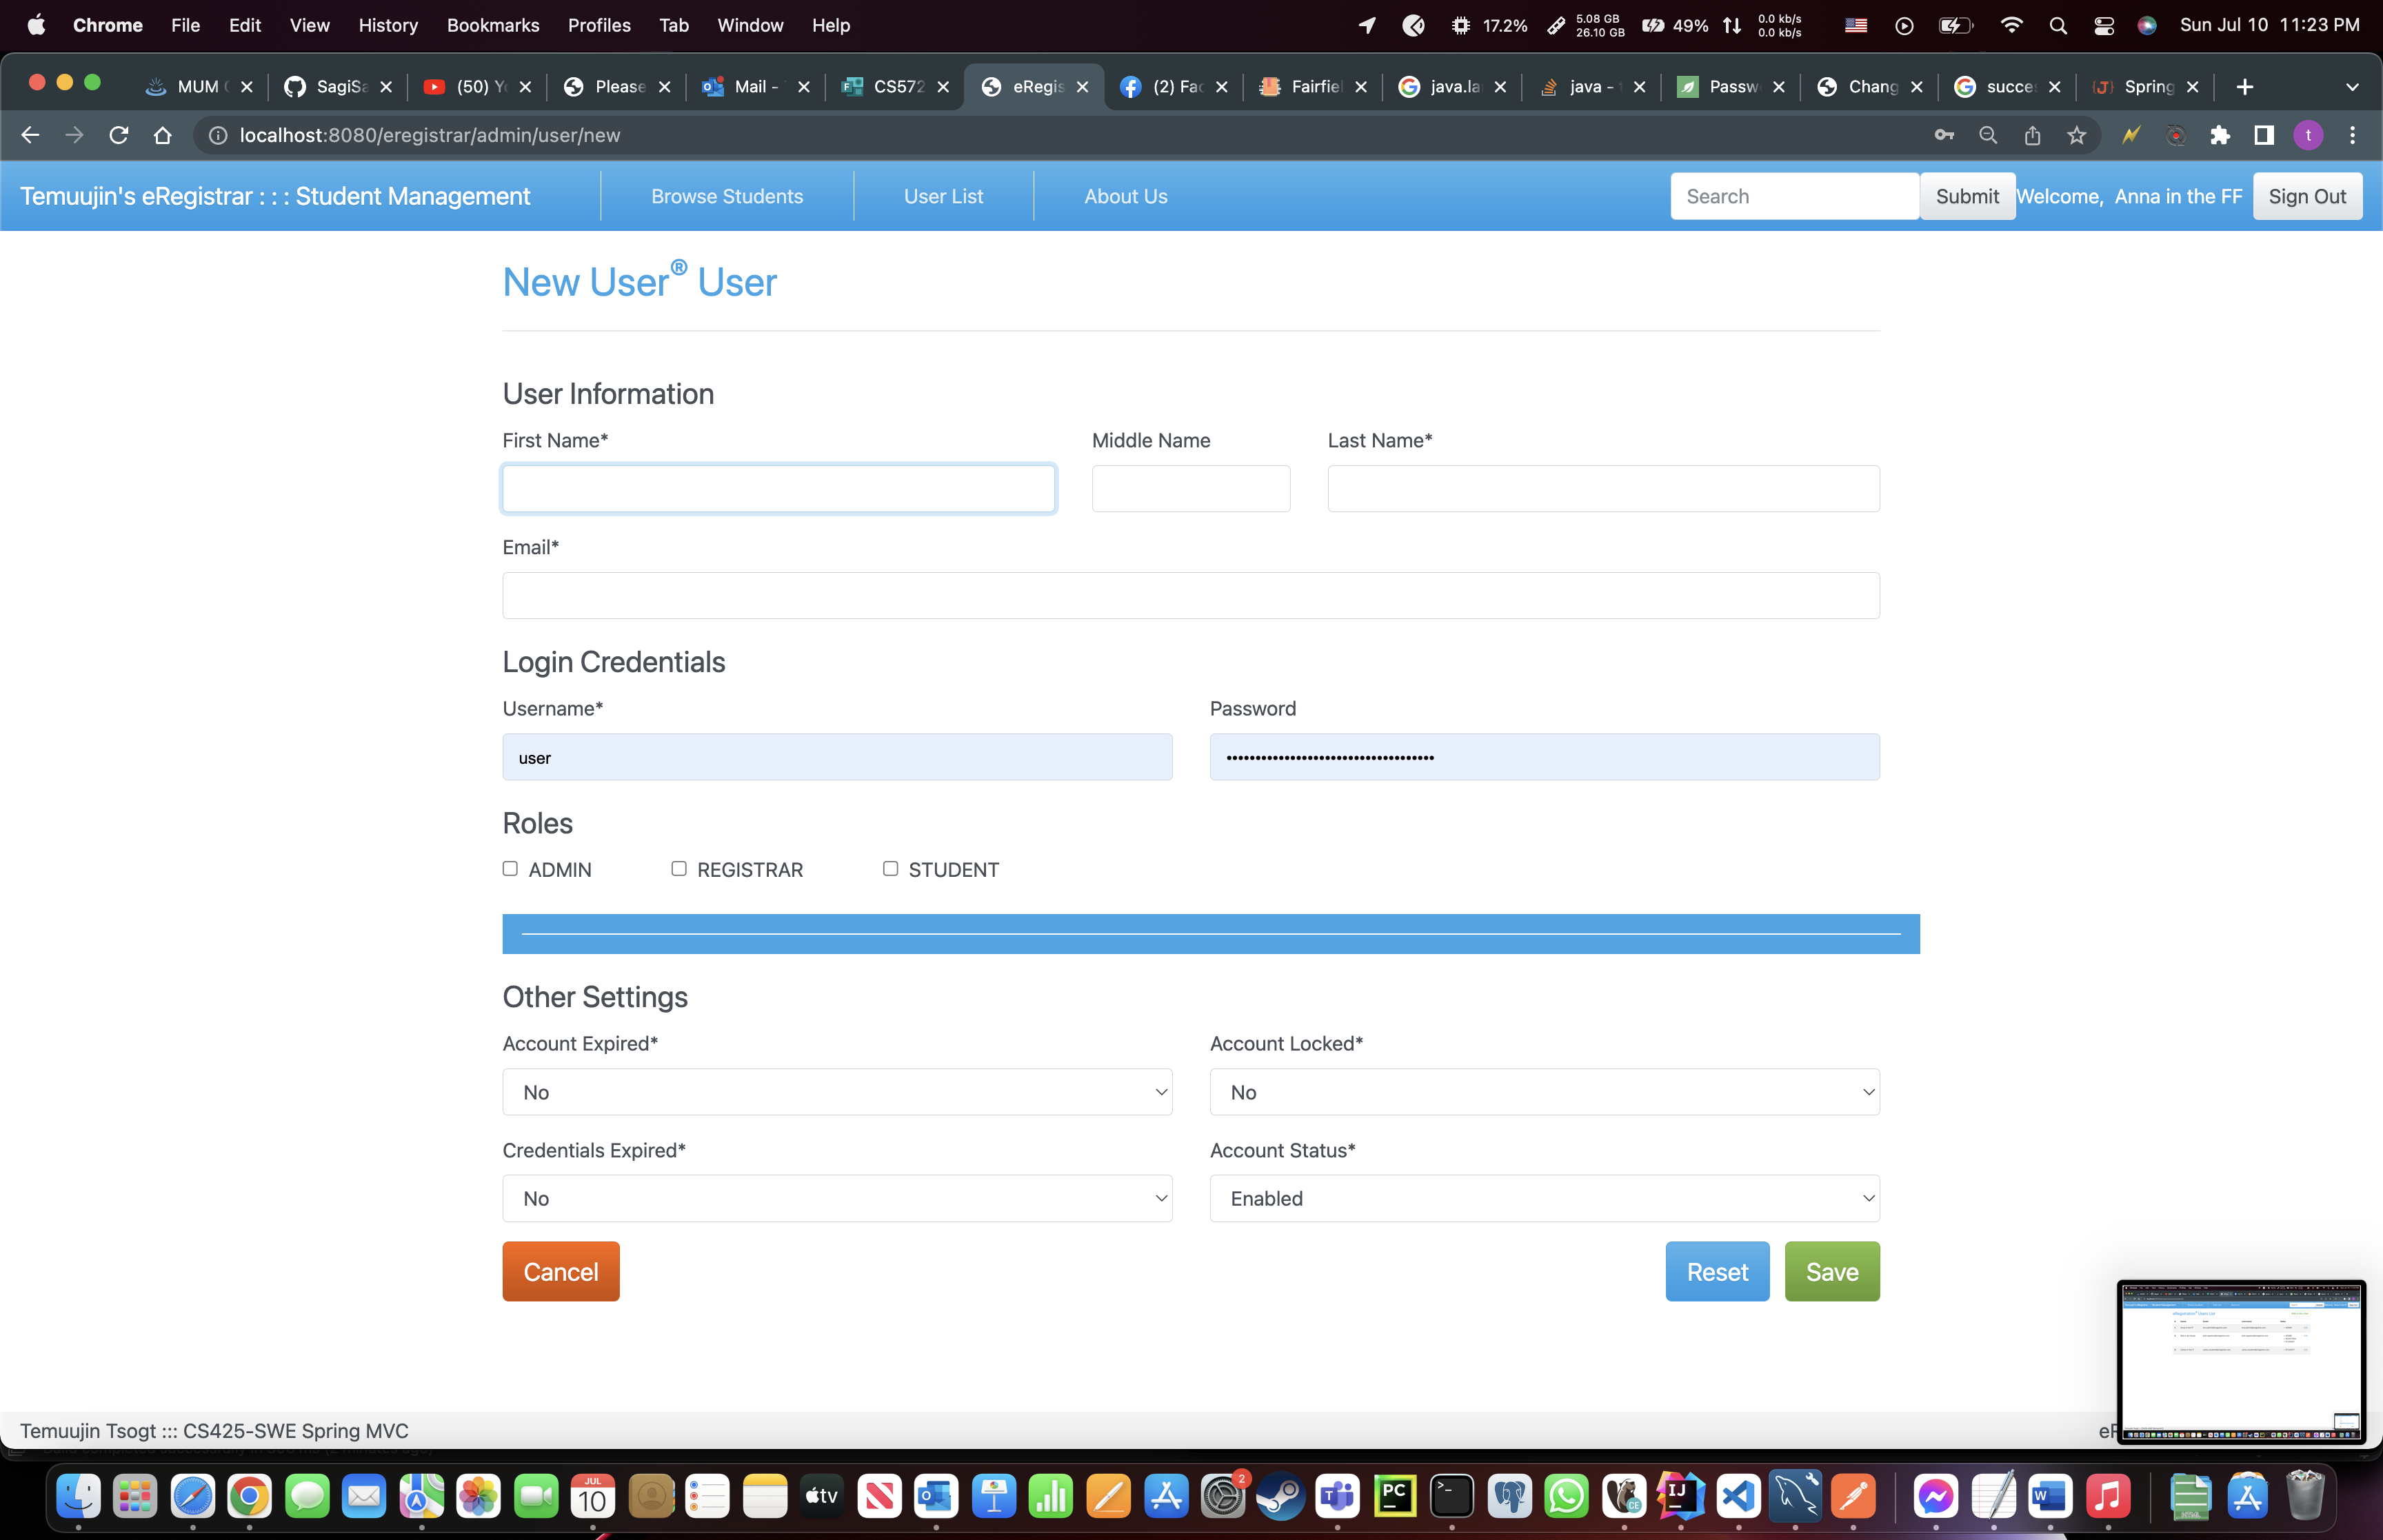 Chrome File Edit View History Bookmarks Profiles Tab Window Help 17.2% 5.08 GB 26.10 GB 49% 0.0 kb/s 0.0 kb/s Sun Jul 10 11:23 PM
MUM SagiSa (50) Y Please Mail - CS572 eRegis (2) Fac Fairfiel java.la java - Passw Chang succe Spring
localhost:8080/eregistrar/admin/user/new t
Temuujin's eRegistrar : : : Student Management Browse Students User List About Us Search Submit Welcome, Anna in the FF Sign Out
New User® User
User Information
First Name* Middle Name Last Name*
Email*
Login Credentials
Username* Password
user ••••••••••••••••••••••••••••••••••••
Roles
ADMIN REGISTRAR STUDENT
Other Settings
Account Expired* Account Locked*
No No
Credentials Expired* Account Status*
No Enabled
Cancel Reset Save
Temuujin Tsogt ::: CS425-SWE Spring MVC eR
JUL
10
tv
2
PC
CE
IJ
W